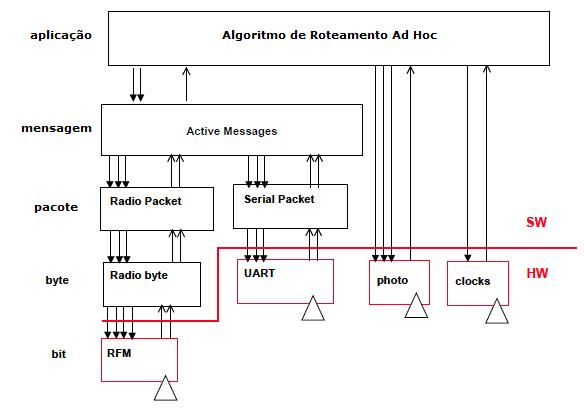 aplicação
Algoritmo de Roteamento Ad Hoc
mensagem
Active Messages
pacote
Radio Packet
Serial Packet
SW
byte
Radio byte
UART
photo
clocks
HW
bit
RFM